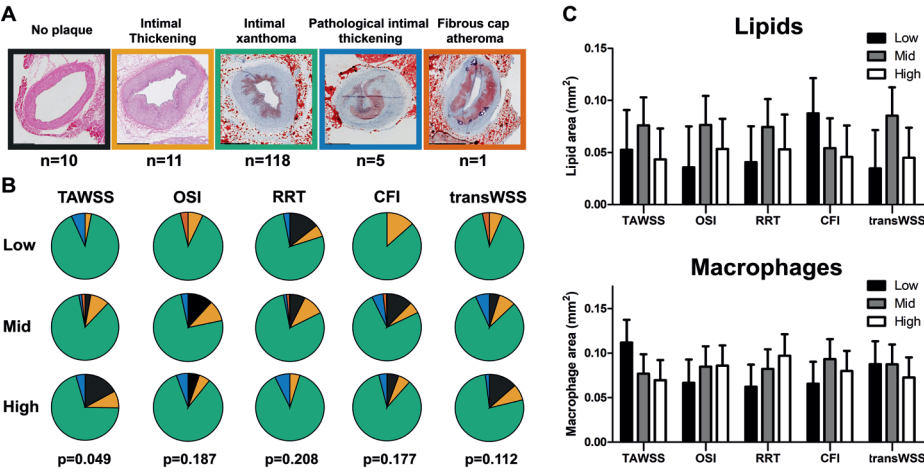 A
No plaque
Intimal
Thickening
Intimal
xanthoma
Pathological intimal
thickening
Fibrous cap
atheroma
n=10
n=11
n=118
n=5
n=1
B
TAWSS
OSI
RRT
CFI
transWSS
Low
Mid
High
p=0.049
p=0.187
p=0.208
p=0.177
p=0.112
C
Lipids
Low
Mid
High
Lipid area (mm²)
0.15
0.10
0.05
0.00
TAWSS
OSI
RRT
CFI
transWSS
Macrophages
Low
Mid
High
Macrophage area (mm²)
0.15
0.10
0.05
0.00
TAWSS
OSI
RRT
CFI
transWSS